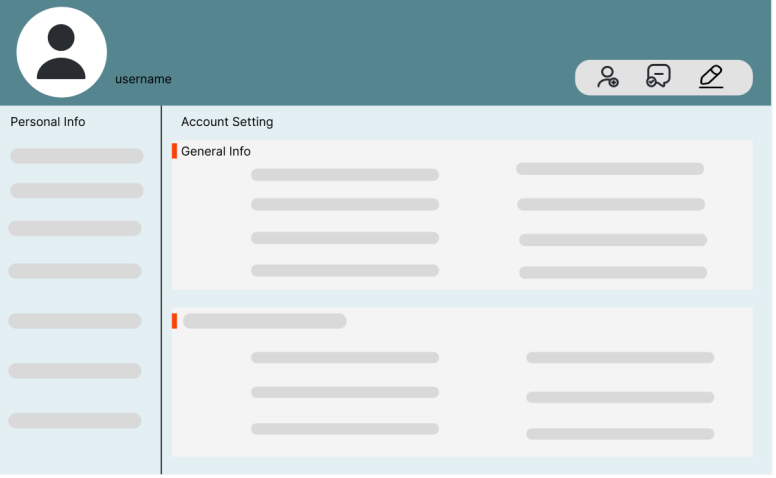 username
Personal Info
Account Setting
General Info